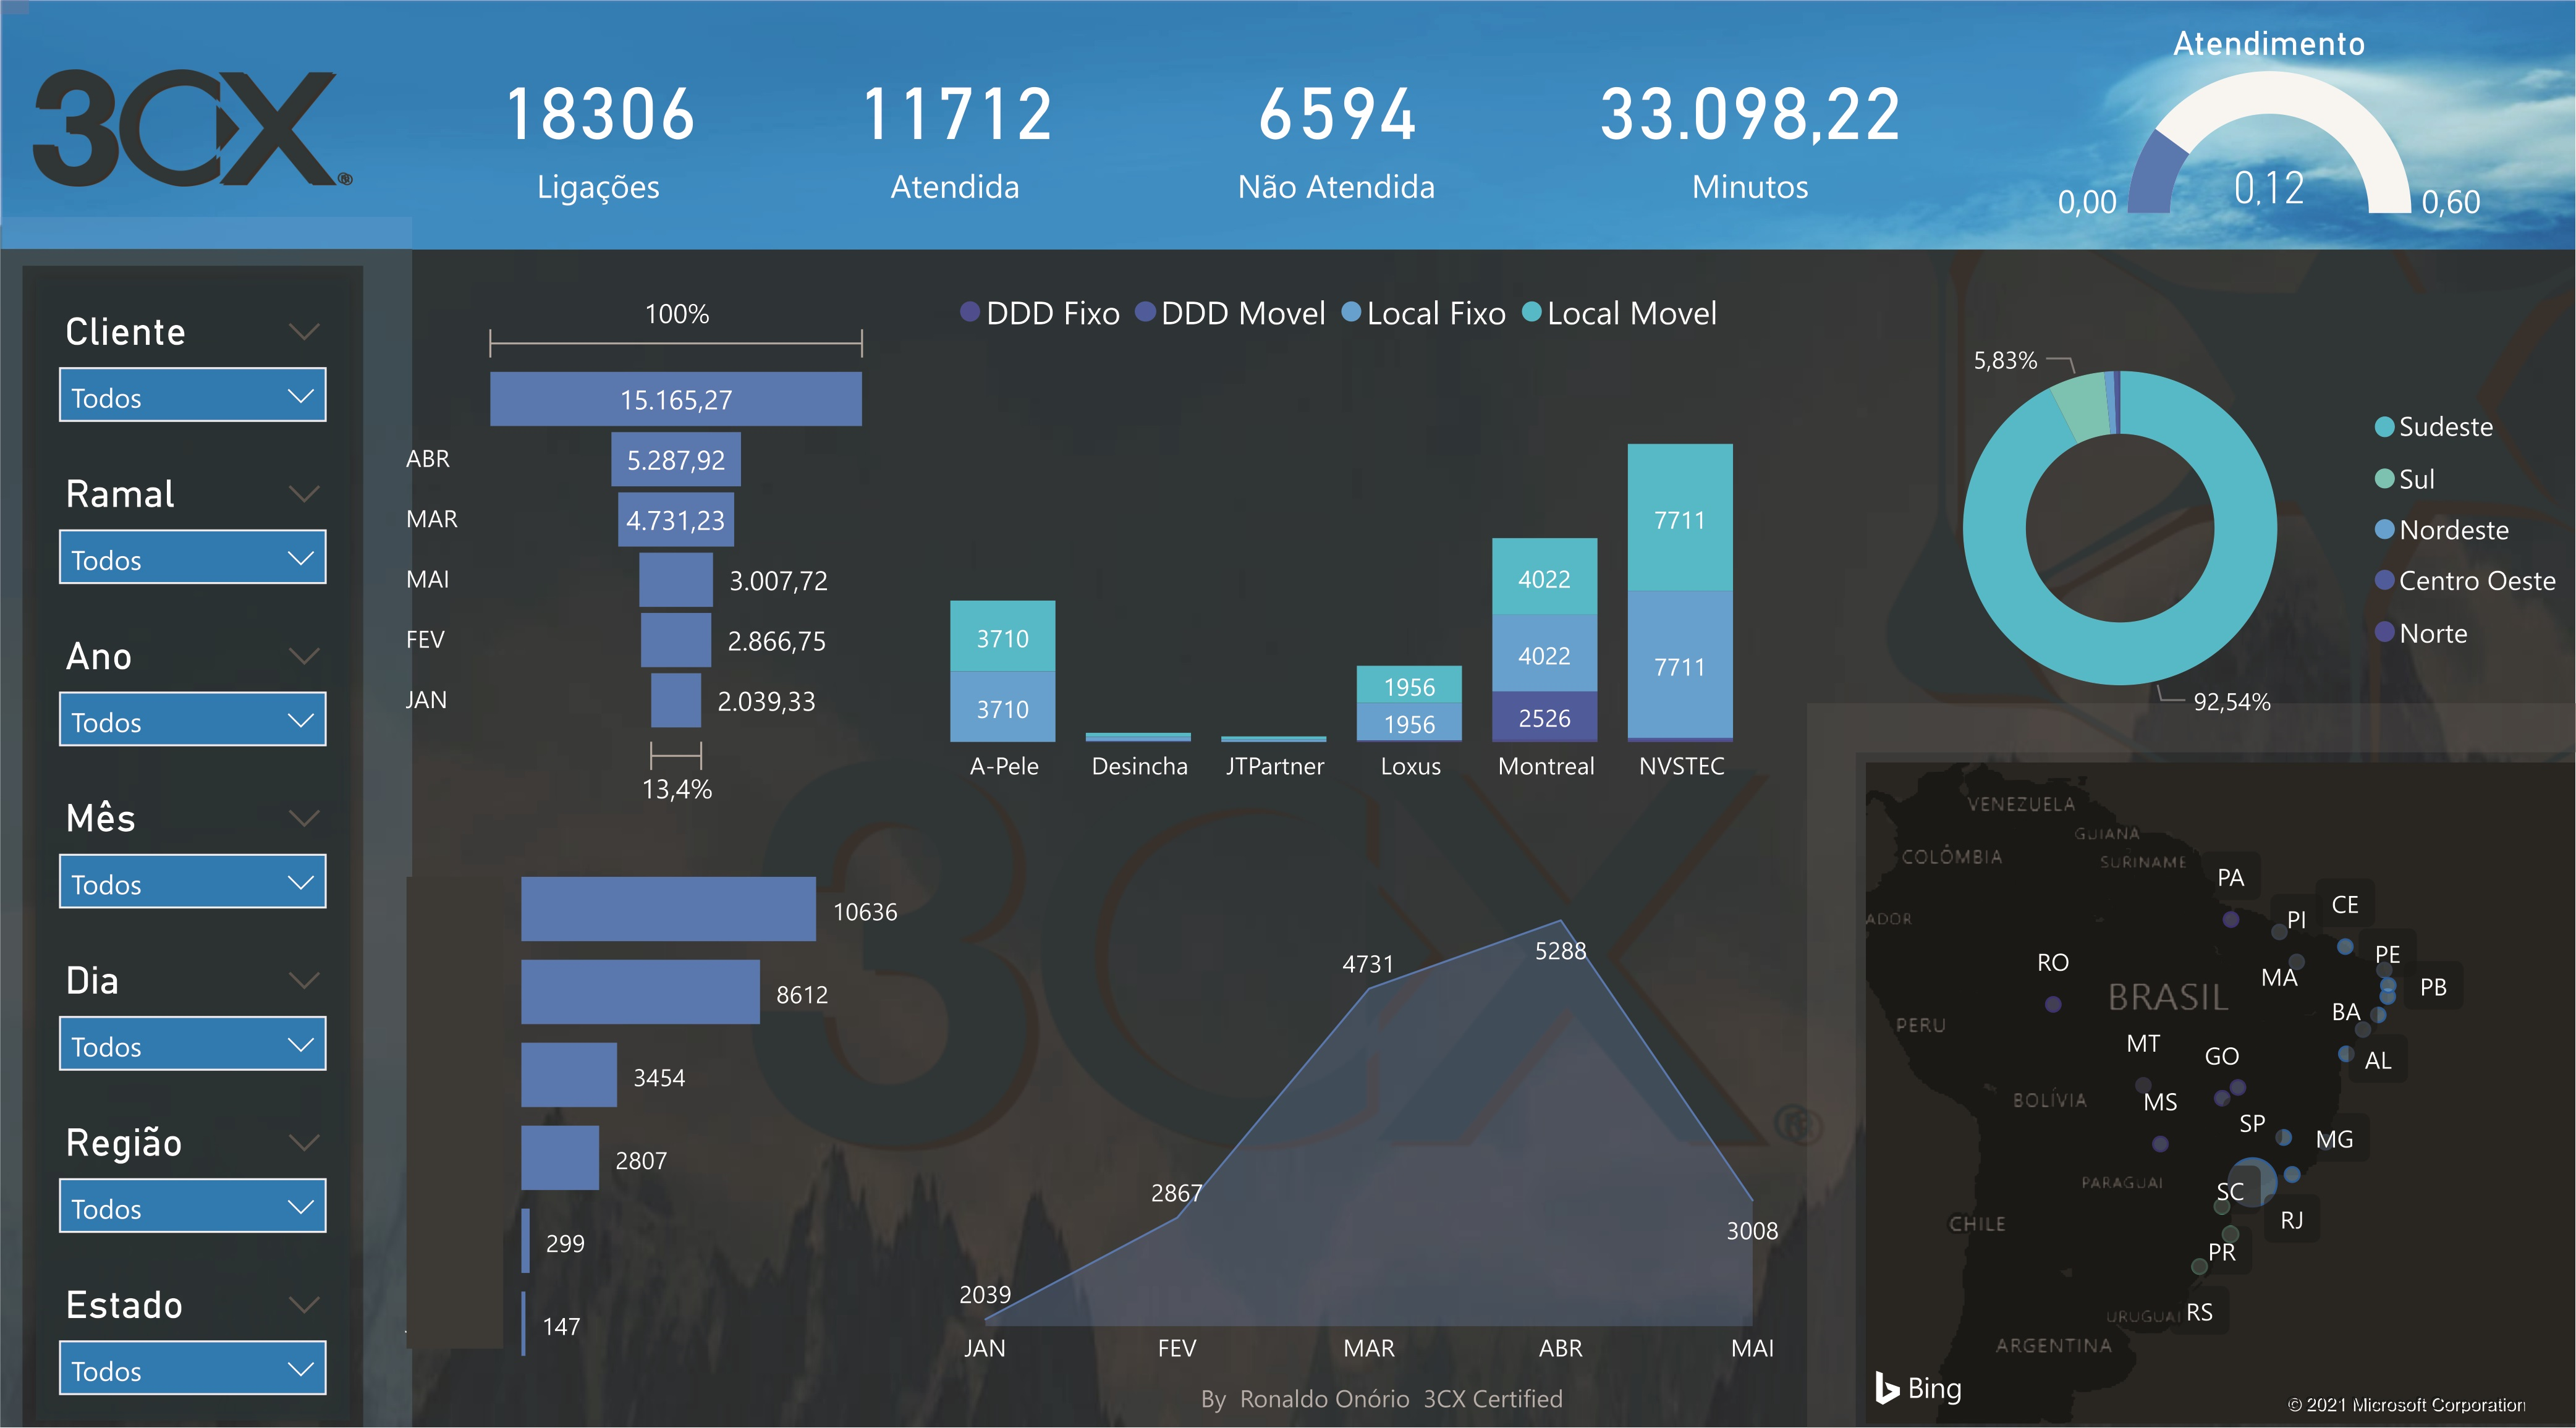 3CX®
18306
Ligações
11712
Atendida
6594
Não Atendida
33.098,22
Minutos
Atendimento
0,00
0,12
0,60
Cliente
Todos
Ramal
Todos
Ano
Todos
Mês
Todos
Dia
Todos
Região
Todos
Estado
Todos
100%
15.165,27
ABR 5.287,92
MAR 4.731,23
MAI 3.007,72
FEV 2.866,75
JAN 2.039,33
13,4%
DDD Fixo DDD Movel Local Fixo Local Movel
3710
3710
1956
1956
4022
4022
2526
7711
7711
A-Pele Desincha JTPartner Loxus Montreal NVSTEC
5,83%
92,54%
Sudeste
Sul
Nordeste
Centro Oeste
Norte
10636
8612
3454
2807
299
147
3CX®
2039
2867
4731
5288
3008
JAN FEV MAR ABR MAI
By Ronaldo Onório 3CX Certified
VENEZUELA
GUIANA
COLÔMBIA
SURINAME
PA
CE
ADOR
PI
PE
RO
MA
PB
BRASIL
BA
PERU
MT
GO
AL
BOLÍVIA
MS
SP
MG
PARAGUAI
SC
CHILE
RJ
PR
URUGUAI
RS
ARGENTINA
Bing
© 2021 Microsoft Corporation